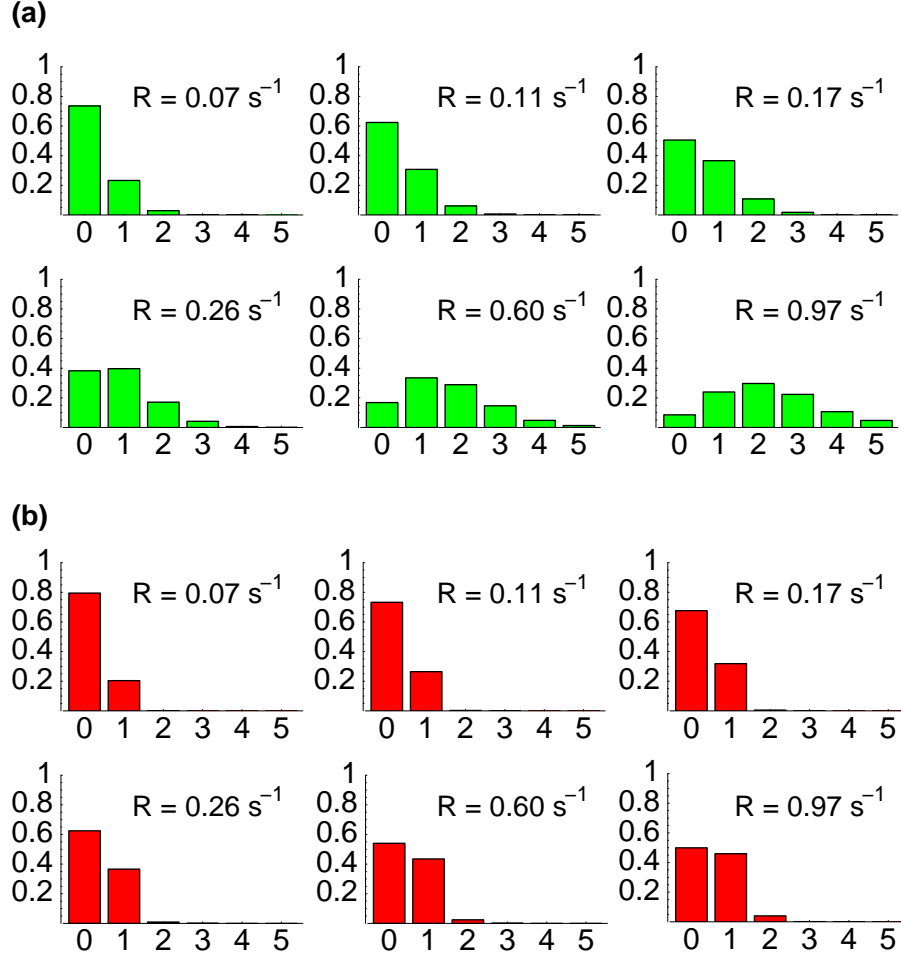 (a)
1 0.8 0.6 0.4 0.2 R = 0.07 s⁻¹ 0 1 2 3 4 5
1 0.8 0.6 0.4 0.2 R = 0.11 s⁻¹ 0 1 2 3 4 5
1 0.8 0.6 0.4 0.2 R = 0.17 s⁻¹ 0 1 2 3 4 5
1 0.8 0.6 0.4 0.2 R = 0.26 s⁻¹ 0 1 2 3 4 5
1 0.8 0.6 0.4 0.2 R = 0.60 s⁻¹ 0 1 2 3 4 5
1 0.8 0.6 0.4 0.2 R = 0.97 s⁻¹ 0 1 2 3 4 5
(b)
1 0.8 0.6 0.4 0.2 R = 0.07 s⁻¹ 0 1 2 3 4 5
1 0.8 0.6 0.4 0.2 R = 0.11 s⁻¹ 0 1 2 3 4 5
1 0.8 0.6 0.4 0.2 R = 0.17 s⁻¹ 0 1 2 3 4 5
1 0.8 0.6 0.4 0.2 R = 0.26 s⁻¹ 0 1 2 3 4 5
1 0.8 0.6 0.4 0.2 R = 0.60 s⁻¹ 0 1 2 3 4 5
1 0.8 0.6 0.4 0.2 R = 0.97 s⁻¹ 0 1 2 3 4 5